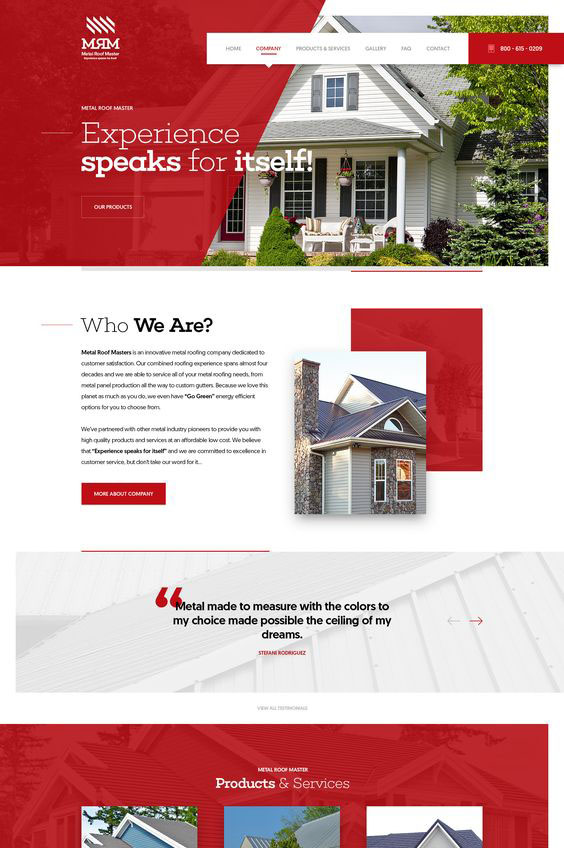 MRM
Metal Roof Master
Experience speaks for itself
HOME COMPANY PRODUCTS & SERVICES GALLERY FAQ CONTACT
800 - 615 - 0209
METAL ROOF MASTER
Experience
speaks for itself!
OUR PRODUCTS
Who We Are?
Metal Roof Masters is an innovative metal roofing company dedicated to
customer satisfaction. Our combined roofing experience spans almost four
decades and we are able to service all of your metal roofing needs, from
metal panel production all the way to custom gutters. Because we love this
planet as much as you do, we even have “Go Green” energy efficient
options for you to choose from.
We've partnered with other metal industry pioneers to provide you with
high quality products and services at an affordable low cost. We believe
that “Experience speaks for itself” and we are committed to excellence in
customer service, but don't take our word for it...
MORE ABOUT COMPANY
“Metal made to measure with the colors to
my choice made possible the ceiling of my
dreams.
STEFANI RODRIGUEZ
VIEW ALL TESTIMONIALS
METAL ROOF MASTER
Products & Services